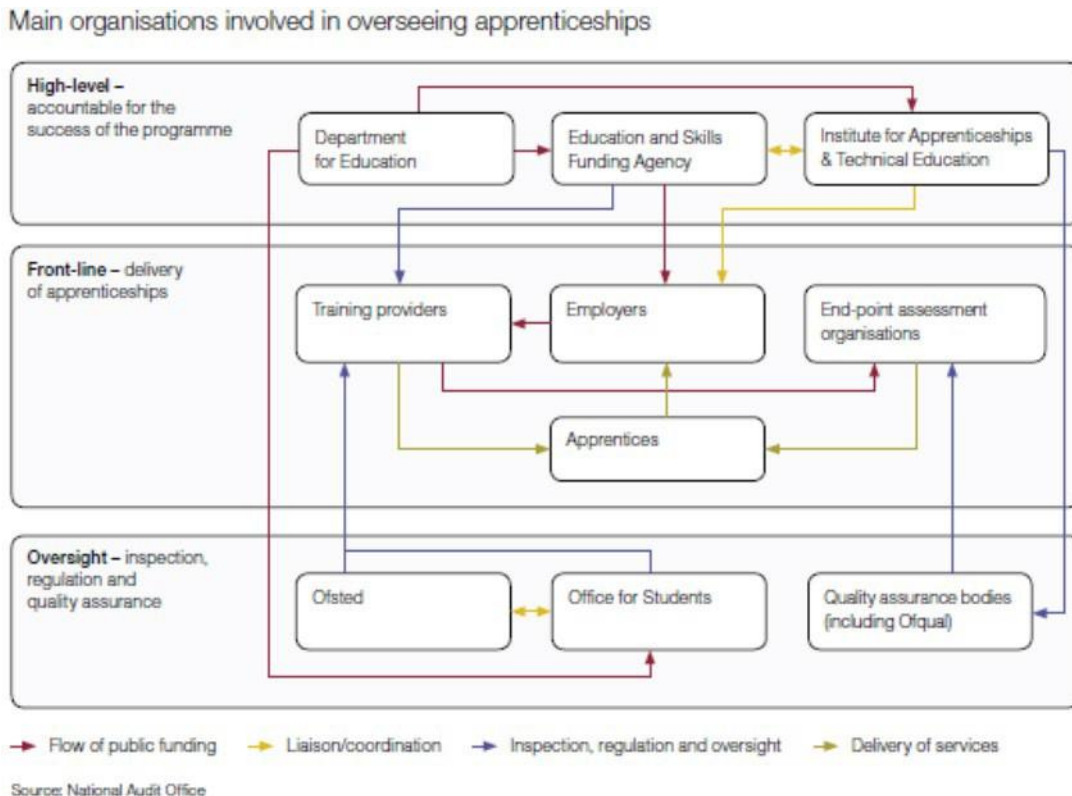 Main organisations involved in overseeing apprenticeships
High-level –
accountable for the
success of the programme
Department
for Education
Education and Skills
Funding Agency
Institute for Apprenticeships
& Technical Education
Front-line – delivery
of apprenticeships
Training providers
Employers
End-point assessment
organisations
Apprentices
Oversight – inspection,
regulation and
quality assurance
Ofsted
Office for Students
Quality assurance bodies
(including Ofqual)
Flow of public funding
Liaison/coordination
Inspection, regulation and oversight
Delivery of services
Source: National Audit Office